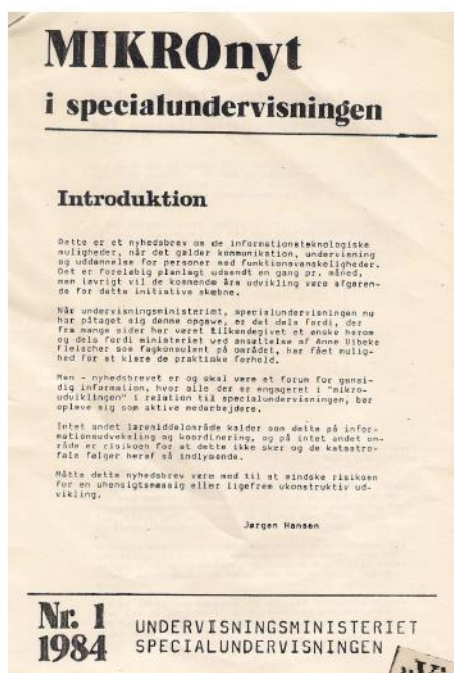 MIKROnyt
i specialundervisningen
Introduktion
Dette er et nyhedsbrev om de informationsteknologiske
muligheder, når det gælder kommunikation, undervisning
og uddannelse for personer med funktionsvanskeligheder.
Det er foreløbig planlagt udsendt en gang pr. måned,
men iøvrigt vil de kommende års udvikling være afgøren-
de for dette initiativs skæbne.
Når undervisningsministeriet, specialundervisningen nu
har påtaget sig denne opgave, er det dels fordi, der
fra mange sider har været tilkendegivet et ønske herom
og dels fordi ministeriet ved ansættelse af Anne Vibeke
Fleischer som fagkonsulent på området, har fået mulig-
hed for at klare de praktiske forhold.
Men - nyhedsbrevet er og skal være et forum for gensi-
dig information, hvor alle der er engageret i "mikro-
udviklingen" i relation til specialundervisningen, bør
opleve sig som aktive medarbejdere.
Intet andet læremiddelområde kalder som dette på infor-
mationsudveksling og koordinering, og på intet andet om-
råde er risikoen for at dette ikke sker og de katastro-
fale følger heraf så indlysende.
Måtte dette nyhedsbrev være med til at mindske risikoen
for en uhensigtsmæssig eller ligefrem ukonstruktiv ud-
vikling.
Jørgen Hansen
Nr. 1
1984
UNDERVISNINGSMINISTERIET
SPECIALUNDERVISNINGEN